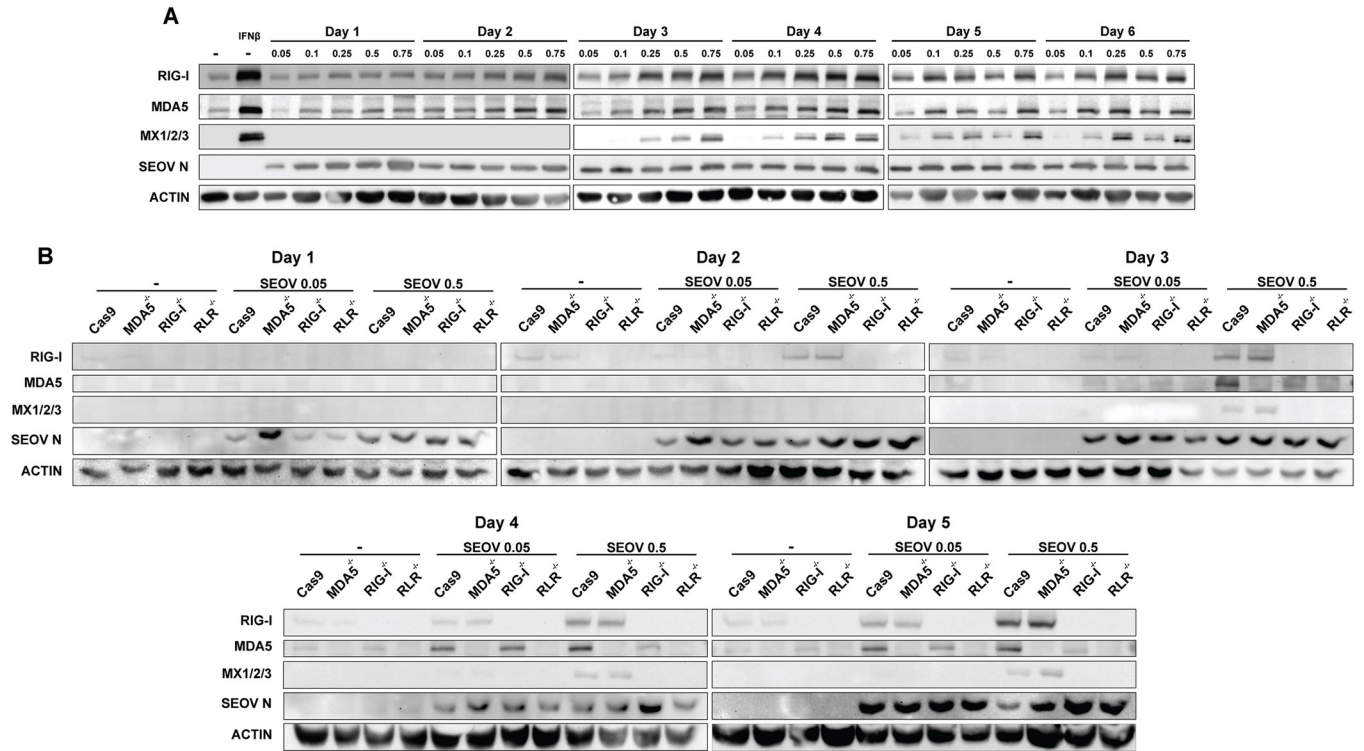 A
IFNβ Day 1 Day 2 Day 3 Day 4 Day 5 Day 6
- - 0.05 0.1 0.25 0.5 0.75 0.05 0.1 0.25 0.5 0.75 0.05 0.1 0.25 0.5 0.75 0.05 0.1 0.25 0.5 0.75 0.05 0.1 0.25 0.5 0.75 0.05 0.1 0.25 0.5 0.75
RIG-I
MDA5
MX1/2/3
SEOV N
ACTIN
B
Day 1 Day 2 Day 3
- SEOV 0.05 SEOV 0.5 - SEOV 0.05 SEOV 0.5 - SEOV 0.05 SEOV 0.5
Cas9 MDA5-/- RIG-I-/- RLR-/- Cas9 MDA5-/- RIG-I-/- RLR-/- Cas9 MDA5-/- RIG-I-/- RLR-/- Cas9 MDA5-/- RIG-I-/- RLR-/- Cas9 MDA5-/- RIG-I-/- RLR-/- Cas9 MDA5-/- RIG-I-/- RLR-/- Cas9 MDA5-/- RIG-I-/- RLR-/- Cas9 MDA5-/- RIG-I-/- RLR-/- Cas9 MDA5-/- RIG-I-/- RLR-/-
RIG-I
MDA5
MX1/2/3
SEOV N
ACTIN
Day 4 Day 5
- SEOV 0.05 SEOV 0.5 - SEOV 0.05 SEOV 0.5
Cas9 MDA5-/- RIG-I-/- RLR-/- Cas9 MDA5-/- RIG-I-/- RLR-/- Cas9 MDA5-/- RIG-I-/- RLR-/- Cas9 MDA5-/- RIG-I-/- RLR-/- Cas9 MDA5-/- RIG-I-/- RLR-/- Cas9 MDA5-/- RIG-I-/- RLR-/-
RIG-I
MDA5
MX1/2/3
SEOV N
ACTIN